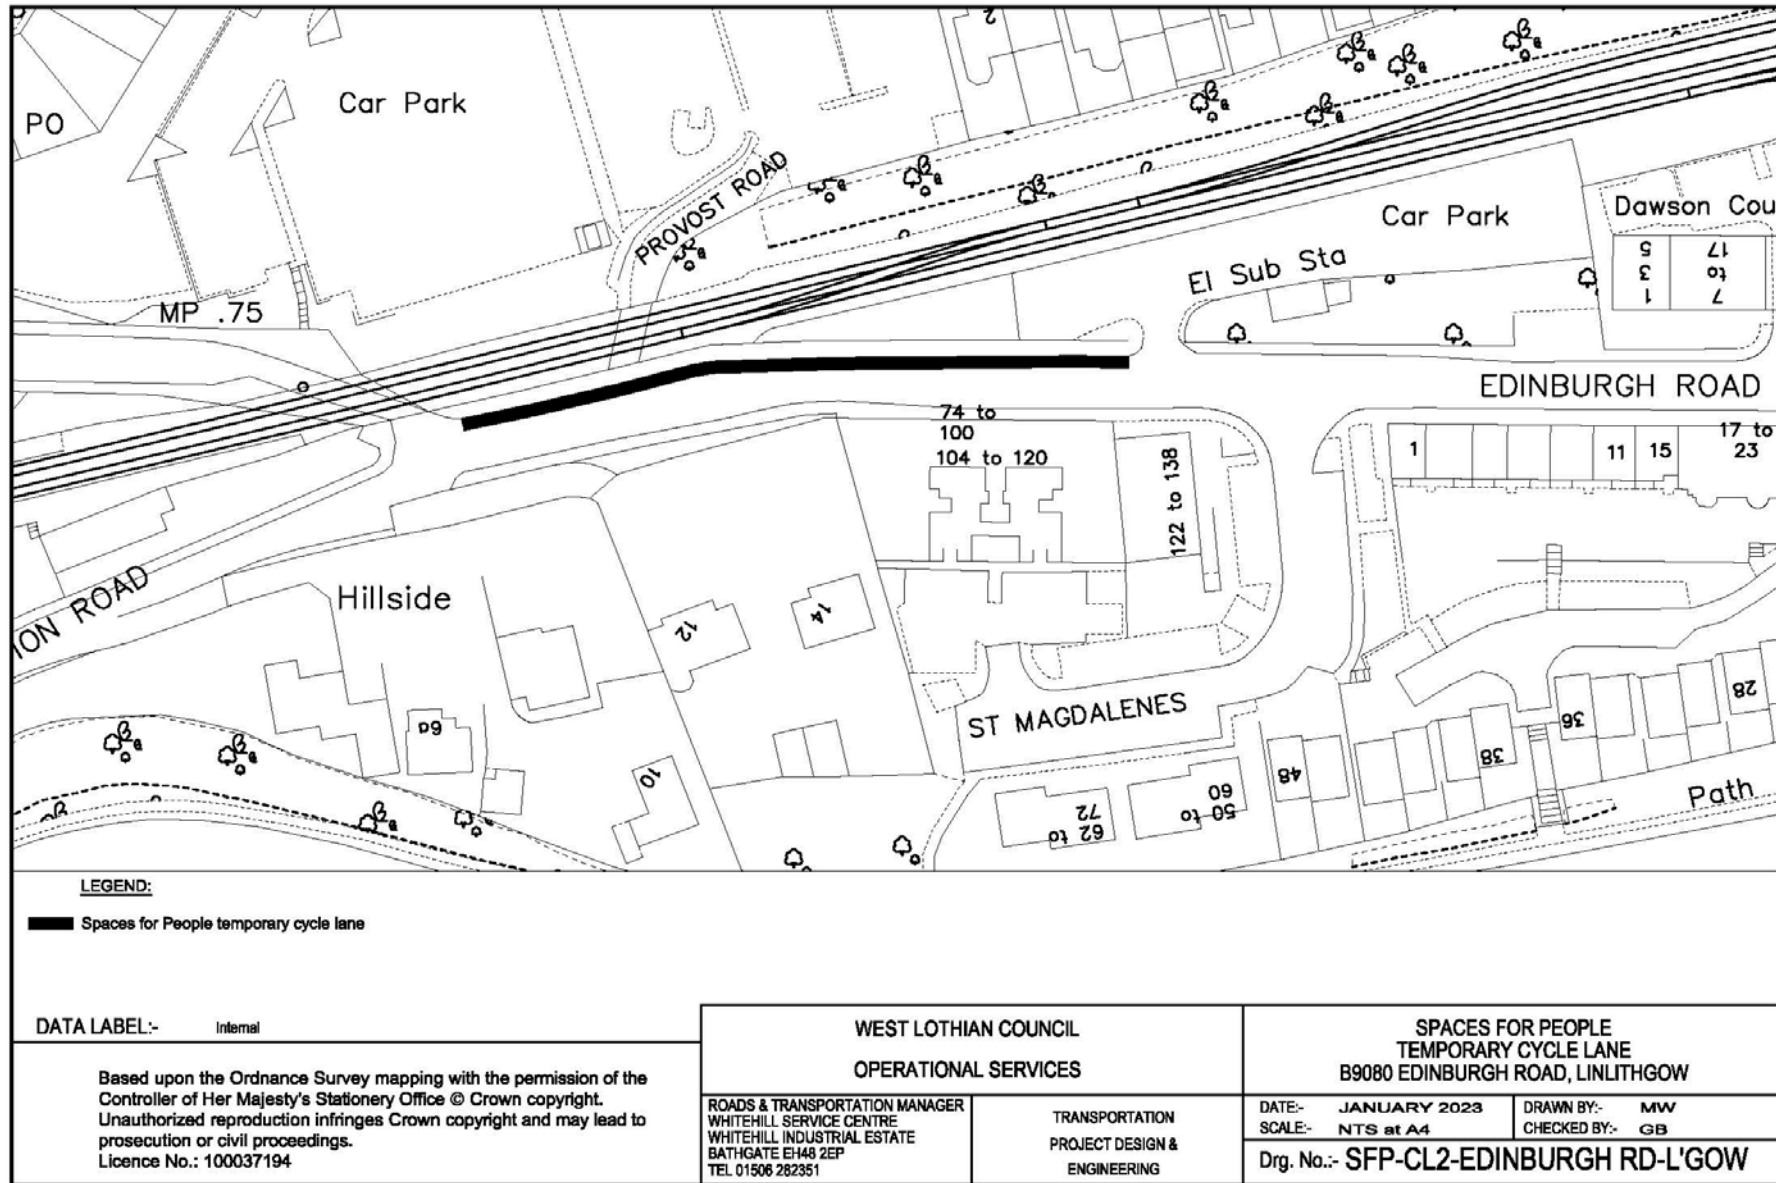 2
PO
Car Park
PROVOST ROAD
Car Park
Dawson Cou
El Sub Sta
5
3
1
17
to
7
MP .75
EDINBURGH ROAD
74 to
100
104 to 120
122 to 138
1
11
15
17 to
23
ION ROAD
Hillside
12
14
ST MAGDALENES
6a
10
28
36
38
48
50 to
60
62 to
72
Path
LEGEND:
Spaces for People temporary cycle lane
DATA LABEL:- Internal
Based upon the Ordnance Survey mapping with the permission of the
Controller of Her Majesty's Stationery Office © Crown copyright.
Unauthorized reproduction infringes Crown copyright and may lead to
prosecution or civil proceedings.
Licence No.: 100037194
WEST LOTHIAN COUNCIL
OPERATIONAL SERVICES
ROADS & TRANSPORTATION MANAGER
WHITEHILL SERVICE CENTRE
WHITEHILL INDUSTRIAL ESTATE
BATHGATE EH48 2EP
TEL 01506 282351
TRANSPORTATION
PROJECT DESIGN &
ENGINEERING
SPACES FOR PEOPLE
TEMPORARY CYCLE LANE
B9080 EDINBURGH ROAD, LINLITHGOW
DATE:- JANUARY 2023
SCALE:- NTS at A4
DRAWN BY:- MW
CHECKED BY:- GB
Drg. No.:- SFP-CL2-EDINBURGH RD-L'GOW